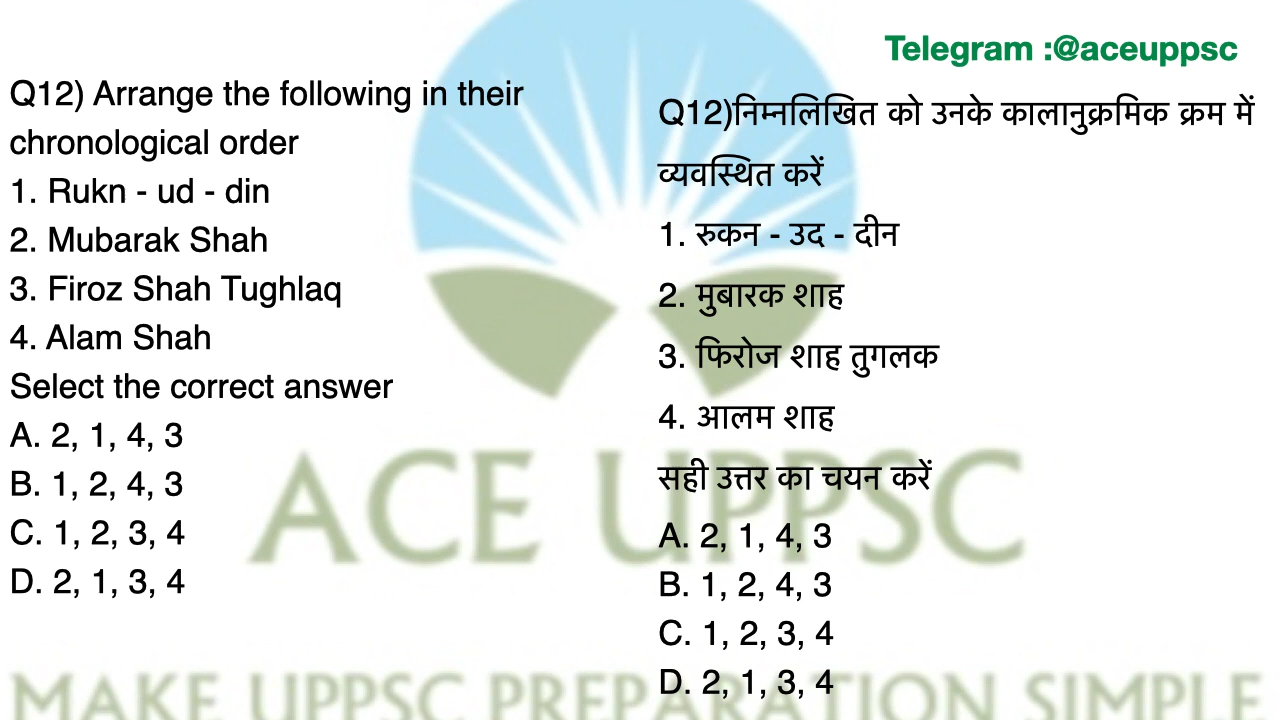 Telegram :@aceuppsc
Q12) Arrange the following in their
chronological order
1. Rukn - ud - din
2. Mubarak Shah
3. Firoz Shah Tughlaq
4. Alam Shah
Select the correct answer
A. 2, 1, 4, 3
B. 1, 2, 4, 3
C. 1, 2, 3, 4
D. 2, 1, 3, 4
Q12)निम्नलिखित को उनके कालानुक्रमिक क्रम में
व्यवस्थित करें
1. रुकन - उद - दीन
2. मुबारक शाह
3. फिरोज शाह तुगलक
4. आलम शाह
सही उत्तर का चयन करें
A. 2, 1, 4, 3
B. 1, 2, 4, 3
C. 1, 2, 3, 4
D. 2, 1, 3, 4
ACE UPPSC
MAKE UPPSC PREPARATION SIMPLE